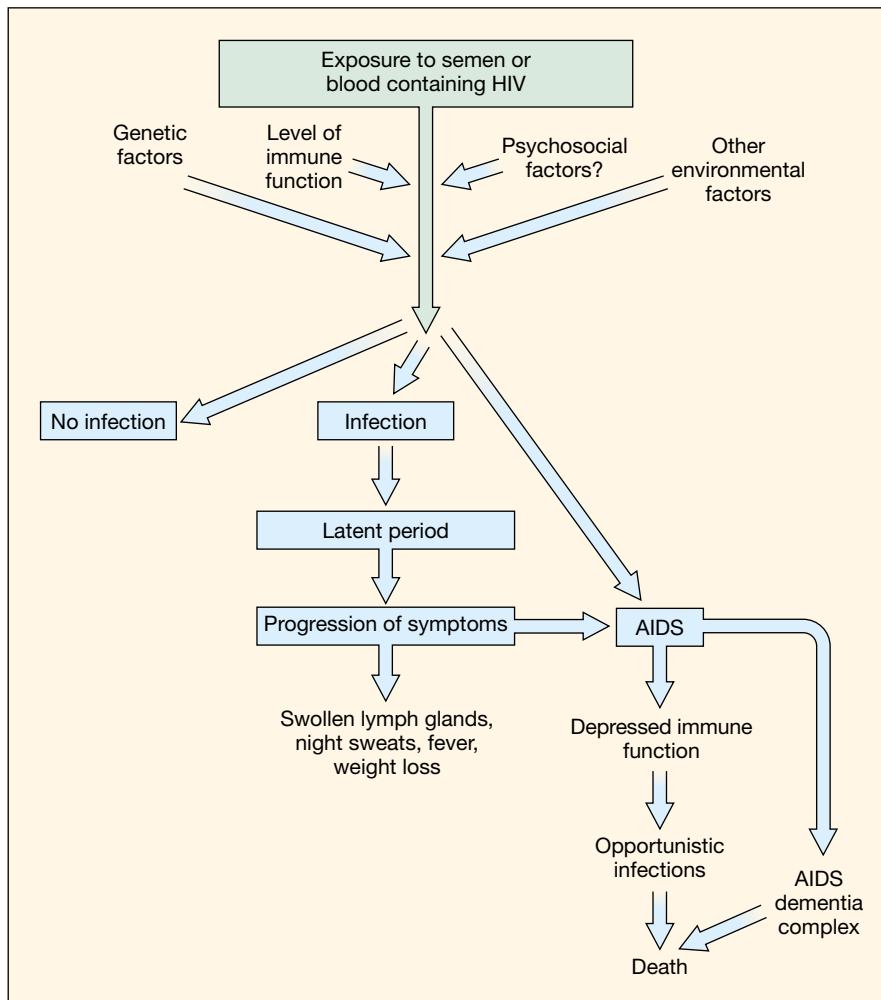 Exposure to semen or
blood containing HIV
Genetic
factors
Level of
immune
function
Psychosocial
factors?
Other
environmental
factors
No infection
Infection
Latent period
Progression of symptoms
AIDS
Swollen lymph glands,
night sweats, fever,
weight loss
Depressed immune
function
Opportunistic
infections
AIDS
dementia
complex
Death